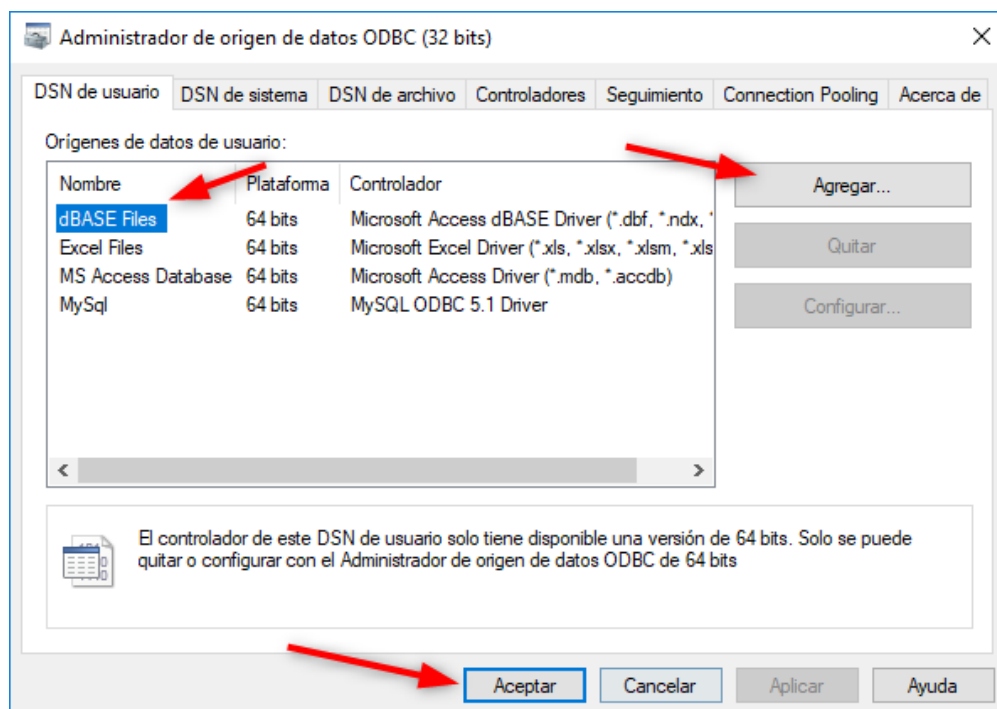 Administrador de origen de datos ODBC (32 bits)
DSN de usuario DSN de sistema DSN de archivo Controladores Seguimiento Connection Pooling Acerca de
Orígenes de datos de usuario:
Nombre Plataforma Controlador
dBASE Files 64 bits Microsoft Access dBASE Driver (*.dbf, *.ndx, *
Excel Files 64 bits Microsoft Excel Driver (*.xls, *.xlsx, *.xlsm, *.xls
MS Access Database 64 bits Microsoft Access Driver (*.mdb, *.accdb)
MySql 64 bits MySQL ODBC 5.1 Driver
Agregar...
Quitar
Configurar...
El controlador de este DSN de usuario solo tiene disponible una versión de 64 bits. Solo se puede
quitar o configurar con el Administrador de origen de datos ODBC de 64 bits
Aceptar Cancelar Aplicar Ayuda